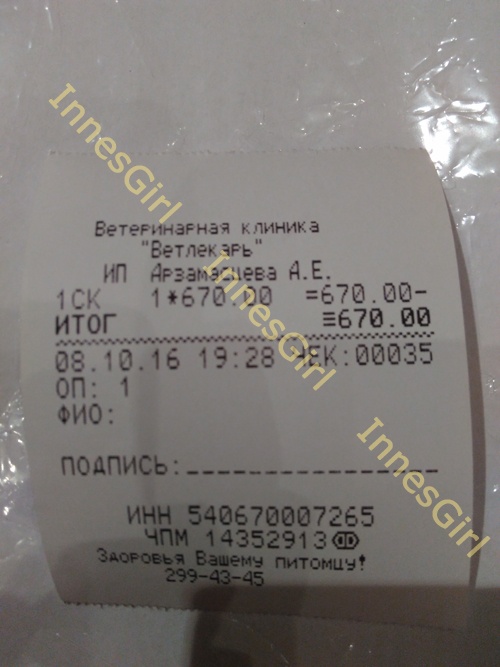 Ветеринарная клиника
"Ветлекарь"
ИП Арзамасцева А.Е.
1СК 1*670.00 =670.00-
ИТОГ ≡670.00
08.10.16 19:28 ЧЕК:00035
ОП: 1
ФИО:
ПОДПИСЬ:_________________
ИНН 540670007265
ЧПМ 14352913
Здоровья Вашему питомцу!
299-43-45
InnesGirl
InnesGirl
InnesGirl